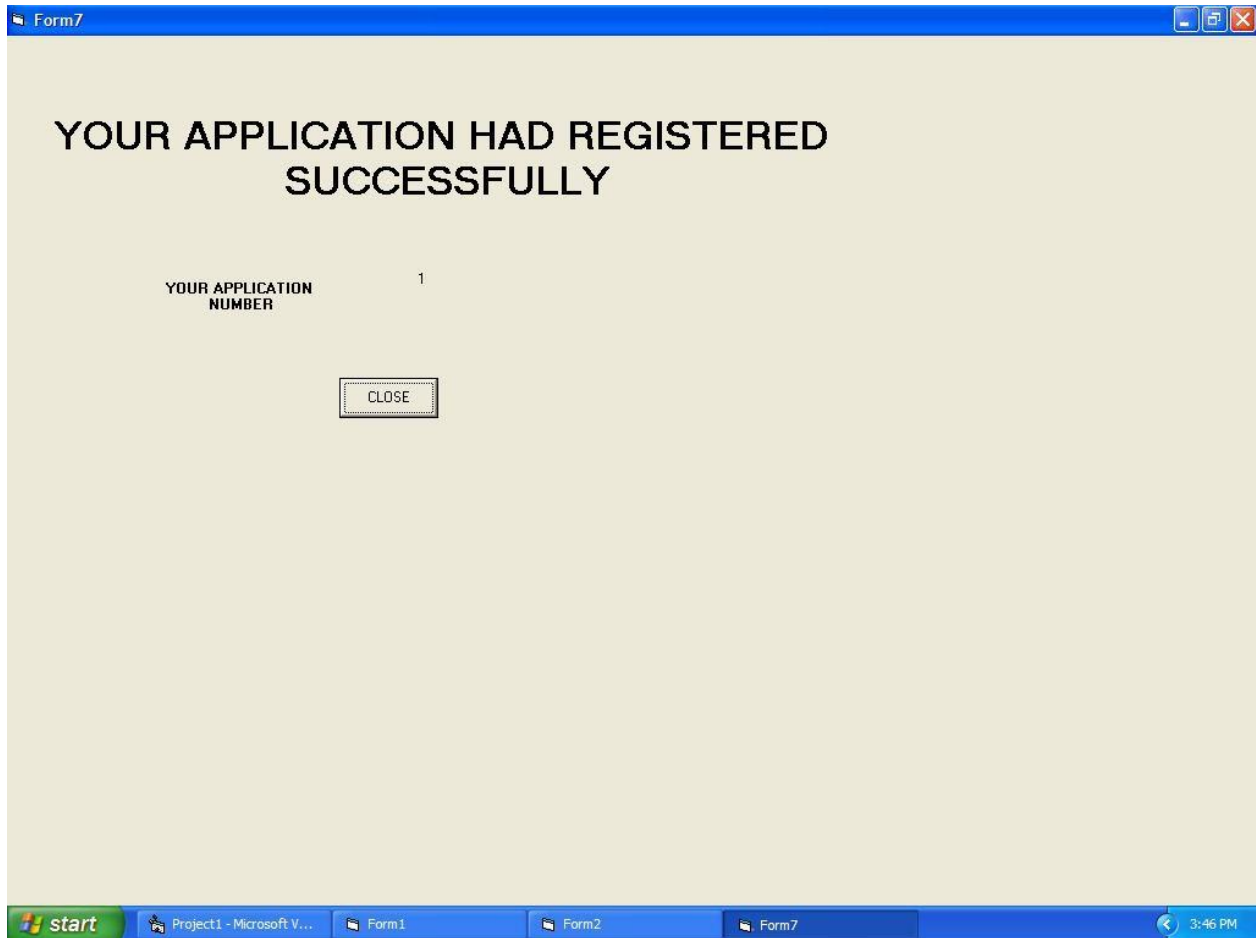 Form7
YOUR APPLICATION HAD REGISTERED
SUCCESSFULLY
YOUR APPLICATION
NUMBER
1
CLOSE
start
Project1 - Microsoft V...
Form1
Form2
Form7
3:46 PM